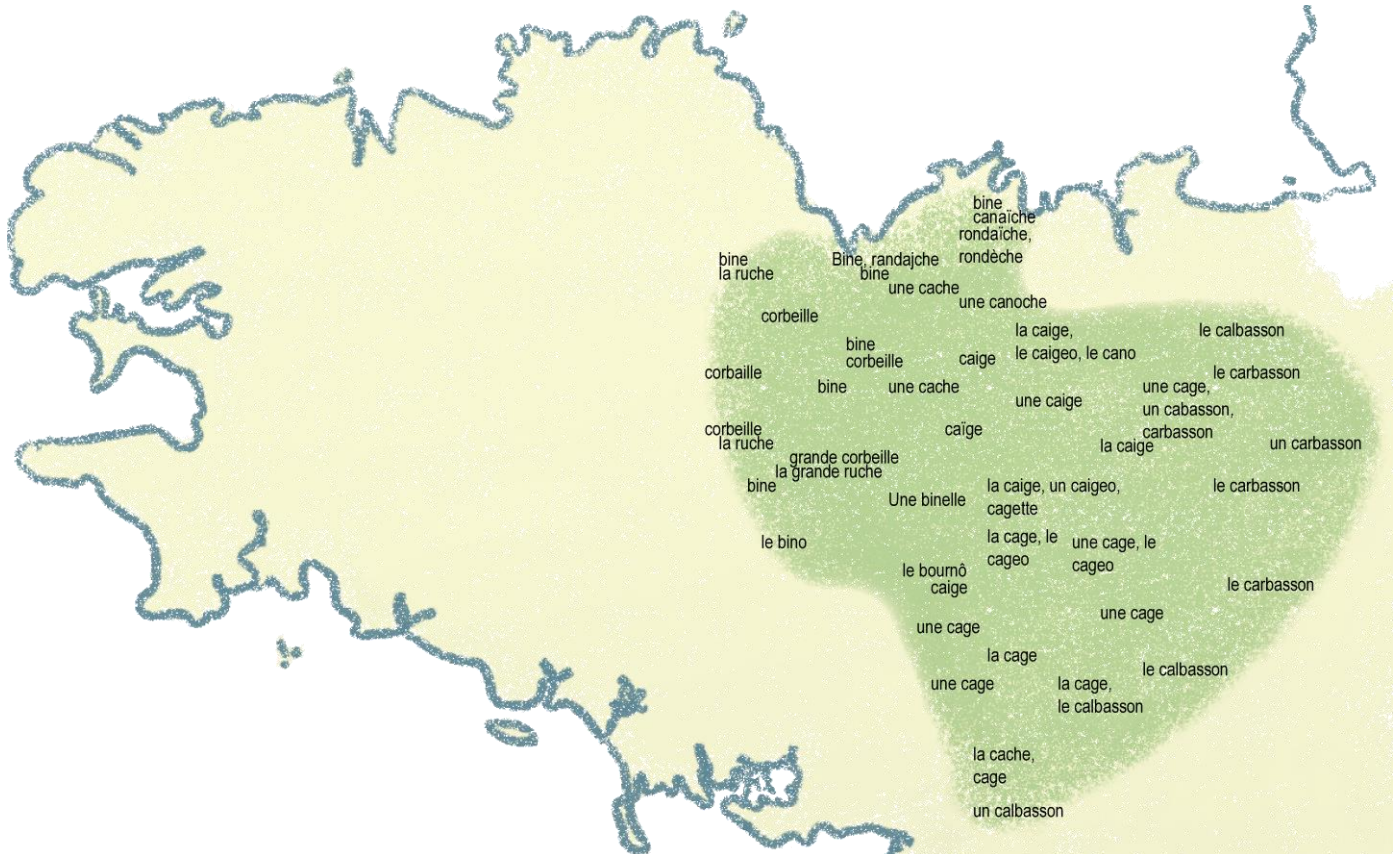 bine
canaïche
rondaïche,
rondèche
bine
la ruche
Bine, randajche
bine
une cache
une canoche
corbeille
la caige,
le caigeo, le cano
le calbasson
bine
corbeille
caige
corbaille
le carbasson
bine
une cache
une caige
une cage,
un cabasson,
carbasson
corbeille
la ruche
caïge
la caige
un carbasson
grande corbeille
la grande ruche
bine
Une binelle
la caige, un caigeo,
cagette
le carbasson
le bino
la cage, le
cageo
une cage, le
cageo
le bournô
caige
le carbasson
une cage
une cage
la cage
le calbasson
une cage
la cage,
le calbasson
la cache,
cage
un calbasson